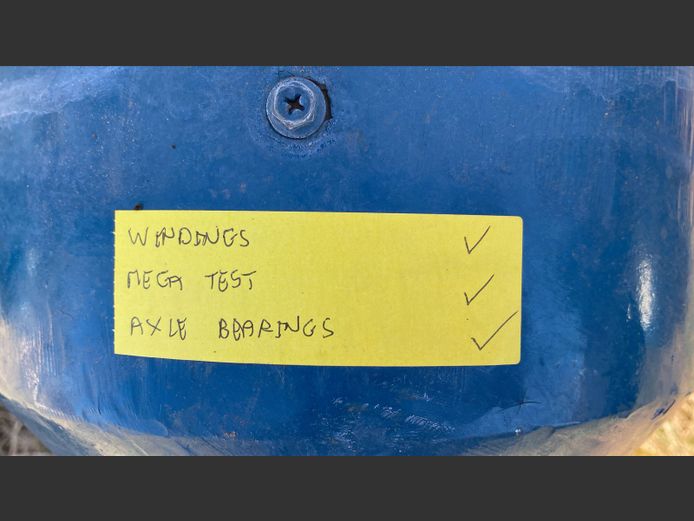 WINDINGS ✓
MEGA TEST ✓
AXLE BEARINGS ✓